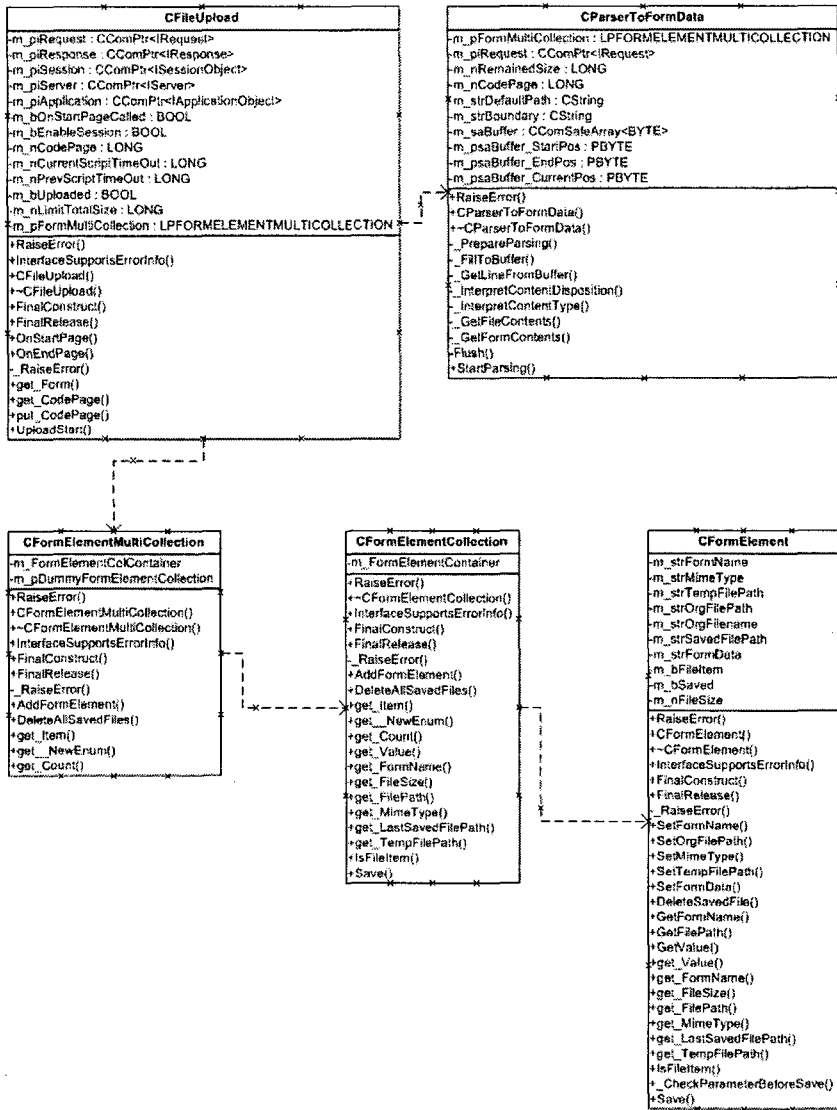 CFileUpload
-m_piRequest : CComPtr<IRequest>
-m_piResponse : CComPtr<IResponse>
-m_piSession : CComPtr<ISessionObject>
-m_piServer : CComPtr<IServer>
-m_piApplication : CComPtr<IApplicationObject>
-m_bOnStartPageCalled : BOOL
-m_bEnableSession : BOOL
-m_nCodePage : LONG
-m_nCurrentScriptTimeOut : LONG
-m_nPrevScriptTimeOut : LONG
-m_bUploaded : BOOL
-m_nLimitTotalSize : LONG
-m_pFormMultiCollection : LPFORMELEMENTMULTICOLLECTION
+RaiseError()
+InterfaceSupportsErrorInfo()
+CFileUpload()
+~CFileUpload()
+FinalConstruct()
+FinalRelease()
+OnStartPage()
+OnEndPage()
-_RaiseError()
+get_Form()
+get_CodePage()
+put_CodePage()
+UploadStart()
CParserToFormData
-m_pFormMultiCollection : LPFORMELEMENTMULTICOLLECTION
-m_piRequest : CComPtr<IRequest>
-m_nRemainedSize : LONG
-m_nCodePage : LONG
-m_strDefaultPath : CString
-m_strBoundary : CString
-m_saBuffer : CComSafeArray<BYTE>
-m_psaBuffer_StartPos : PBYTE
-m_psaBuffer_EndPos : PBYTE
-m_psaBuffer_CurrentPos : PBYTE
+RaiseError()
+CParserToFormData()
+~CParserToFormData()
-_PrepareParsing()
-_FillToBuffer()
-_GetLineFromBuffer()
-_InterpretContentDisposition()
-_InterpretContentType()
-_GetFileContents()
-_GetFormContents()
-Flush()
+StartParsing()
CFormElementMultiCollection
-m_FormElementColContainer
-m_pDummyFormElementCollection
+RaiseError()
+CFormElementMultiCollection()
+~CFormElementMultiCollection()
+InterfaceSupportsErrorInfo()
+FinalConstruct()
+FinalRelease()
-_RaiseError()
+AddFormElement()
+DeleteAllSavedFiles()
+get_Item()
+get__NewEnum()
+get_Count()
CFormElementCollection
-m_FormElementContainer
+RaiseError()
+~CFormElementCollection()
+InterfaceSupportsErrorInfo()
+FinalConstruct()
+FinalRelease()
-_RaiseError()
+AddFormElement()
+DeleteAllSavedFiles()
+get_Item()
+get__NewEnum()
+get_Count()
+get_Value()
+get_FormName()
+get_FileSize()
+get_FilePath()
+get_MimeType()
+get_LastSavedFilePath()
+get_TempFilePath()
+IsFileItem()
+Save()
CFormElement
-m_strFormName
-m_strMimeType
-m_strTempFilePath
-m_strOrgFilePath
-m_strOrgFilename
-m_strSavedFilePath
-m_strFormData
-m_bFileItem
-m_bSaved
-m_nFileSize
+RaiseError()
+CFormElement()
+~CFormElement()
+InterfaceSupportsErrorInfo()
+FinalConstruct()
+FinalRelease()
-_RaiseError()
+SetFormName()
+SetOrgFilePath()
+SetMimeType()
+SetTempFilePath()
+SetFormData()
+DeleteSavedFile()
+GetFormName()
+GetFilePath()
+GetValue()
+get_Value()
+get_FormName()
+get_FileSize()
+get_FilePath()
+get_MimeType()
+get_LastSavedFilePath()
+get_TempFilePath()
+IsFileItem()
+_CheckParameterBeforeSave()
+Save()